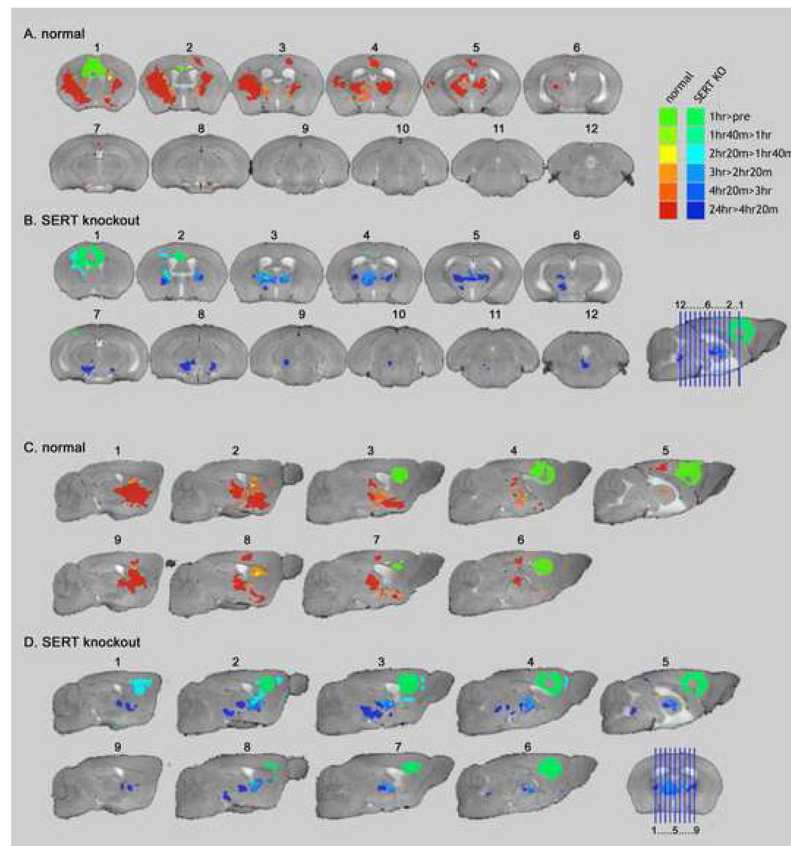 A. normal
1 2 3 4 5 6
7 8 9 10 11 12
normal SERT KO
1hr>pre
1hr40m>1hr
2hr20m>1hr40m
3hr>2hr20m
4hr20m>3hr
24hr>4hr20m
B. SERT knockout
1 2 3 4 5 6
7 8 9 10 11 12
12......6....2..1
C. normal
1 2 3 4 5
9 8 7 6
D. SERT knockout
1 2 3 4 5
9 8 7 6
1.....5....9